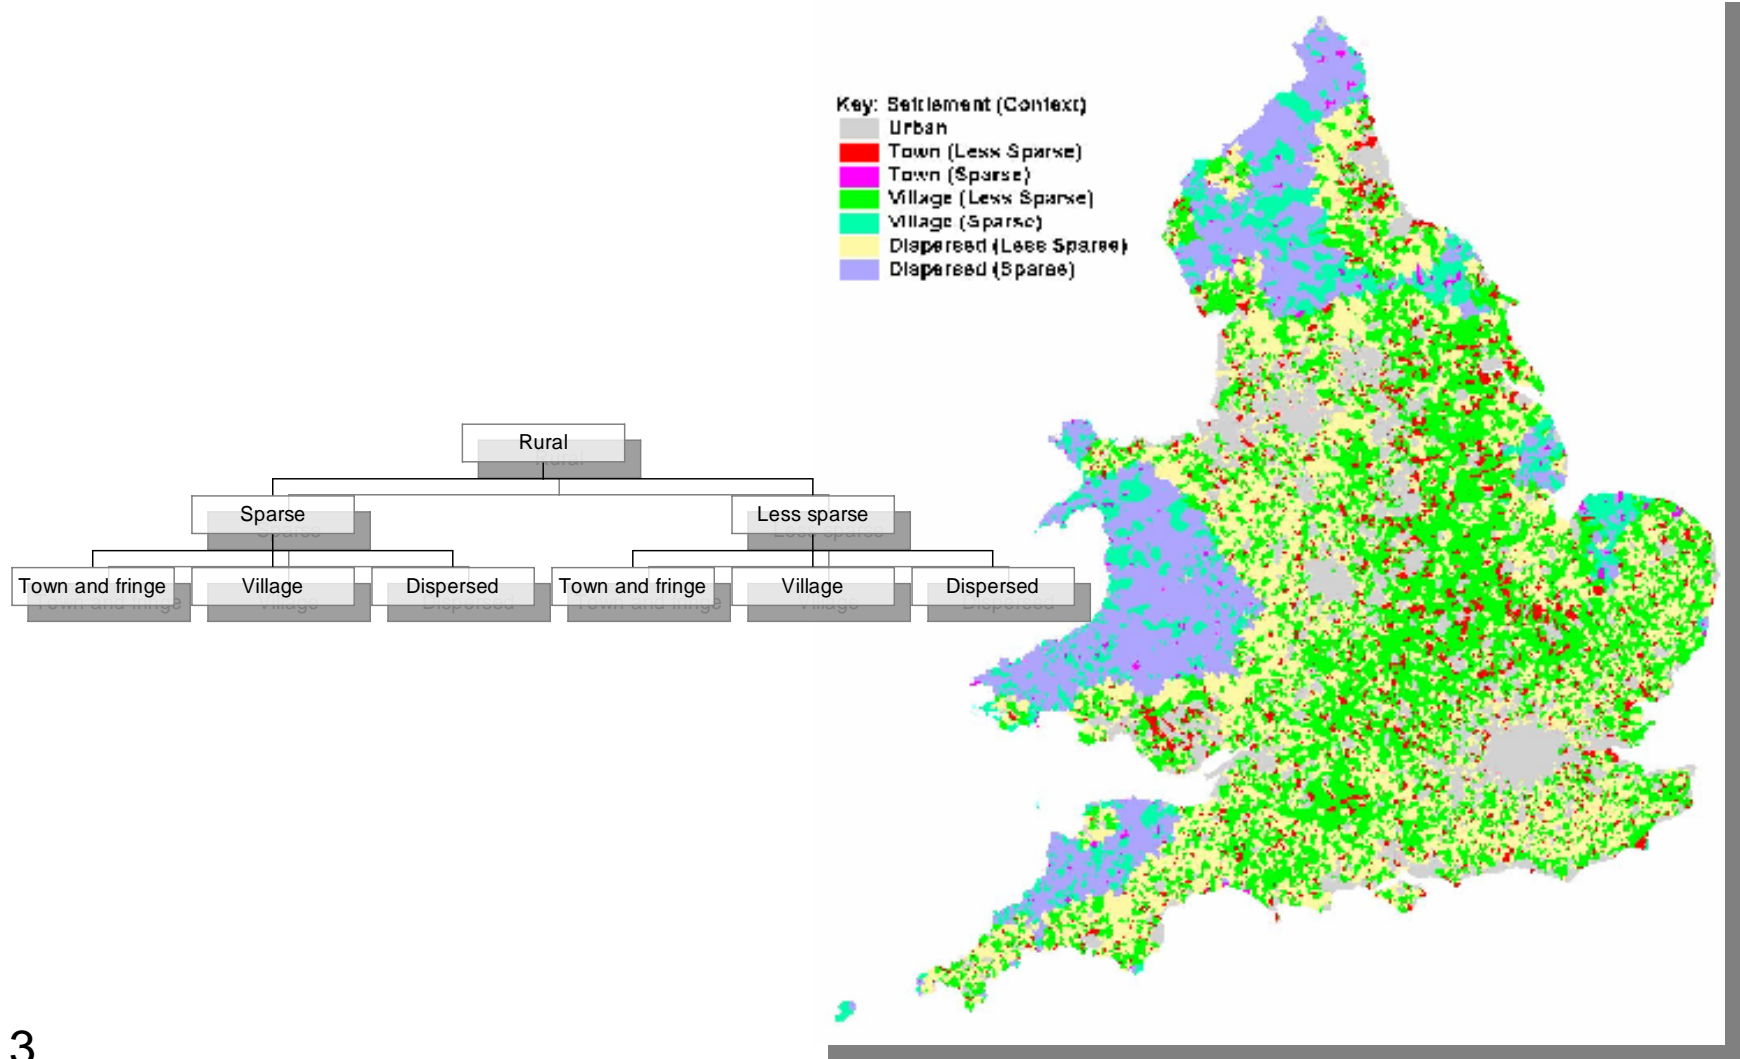 Key: Settlement (Context)
Urban
Town (Less Sparse)
Town (Sparse)
Village (Less Sparse)
Village (Sparse)
Dispersed (Less Sparse)
Dispersed (Sparse)
Rural
Sparse
Less sparse
Town and fringe
Village
Dispersed
Town and fringe
Village
Dispersed
3